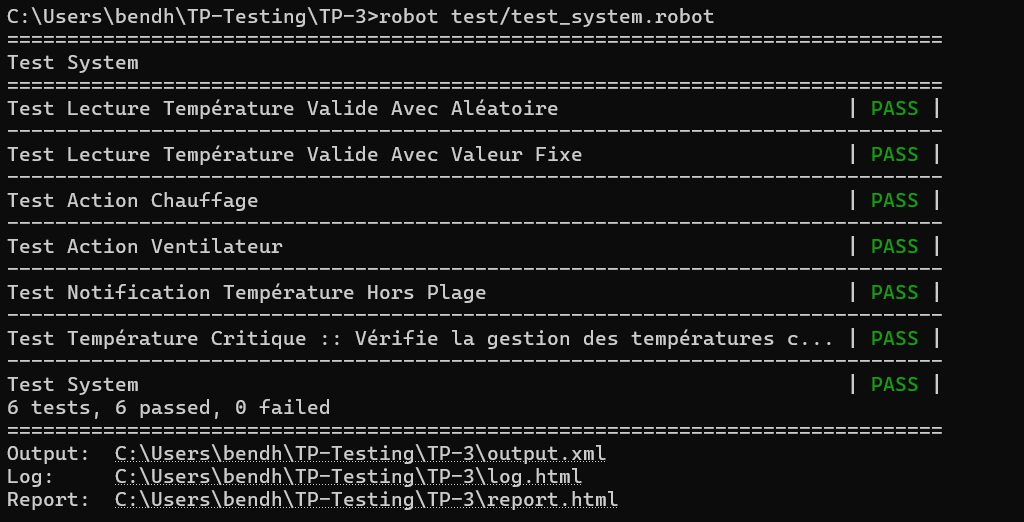 C:\Users\bendh\TP-Testing\TP-3>robot test/test_system.robot
==============================================================================
Test System
==============================================================================
Test Lecture Température Valide Avec Aléatoire                        | PASS |
------------------------------------------------------------------------------
Test Lecture Température Valide Avec Valeur Fixe                      | PASS |
------------------------------------------------------------------------------
Test Action Chauffage                                                 | PASS |
------------------------------------------------------------------------------
Test Action Ventilateur                                               | PASS |
------------------------------------------------------------------------------
Test Notification Température Hors Plage                              | PASS |
------------------------------------------------------------------------------
Test Température Critique :: Vérifie la gestion des températures c... | PASS |
------------------------------------------------------------------------------
Test System                                                           | PASS |
6 tests, 6 passed, 0 failed
==============================================================================
Output:  C:\Users\bendh\TP-Testing\TP-3\output.xml
Log:     C:\Users\bendh\TP-Testing\TP-3\log.html
Report:  C:\Users\bendh\TP-Testing\TP-3\report.html